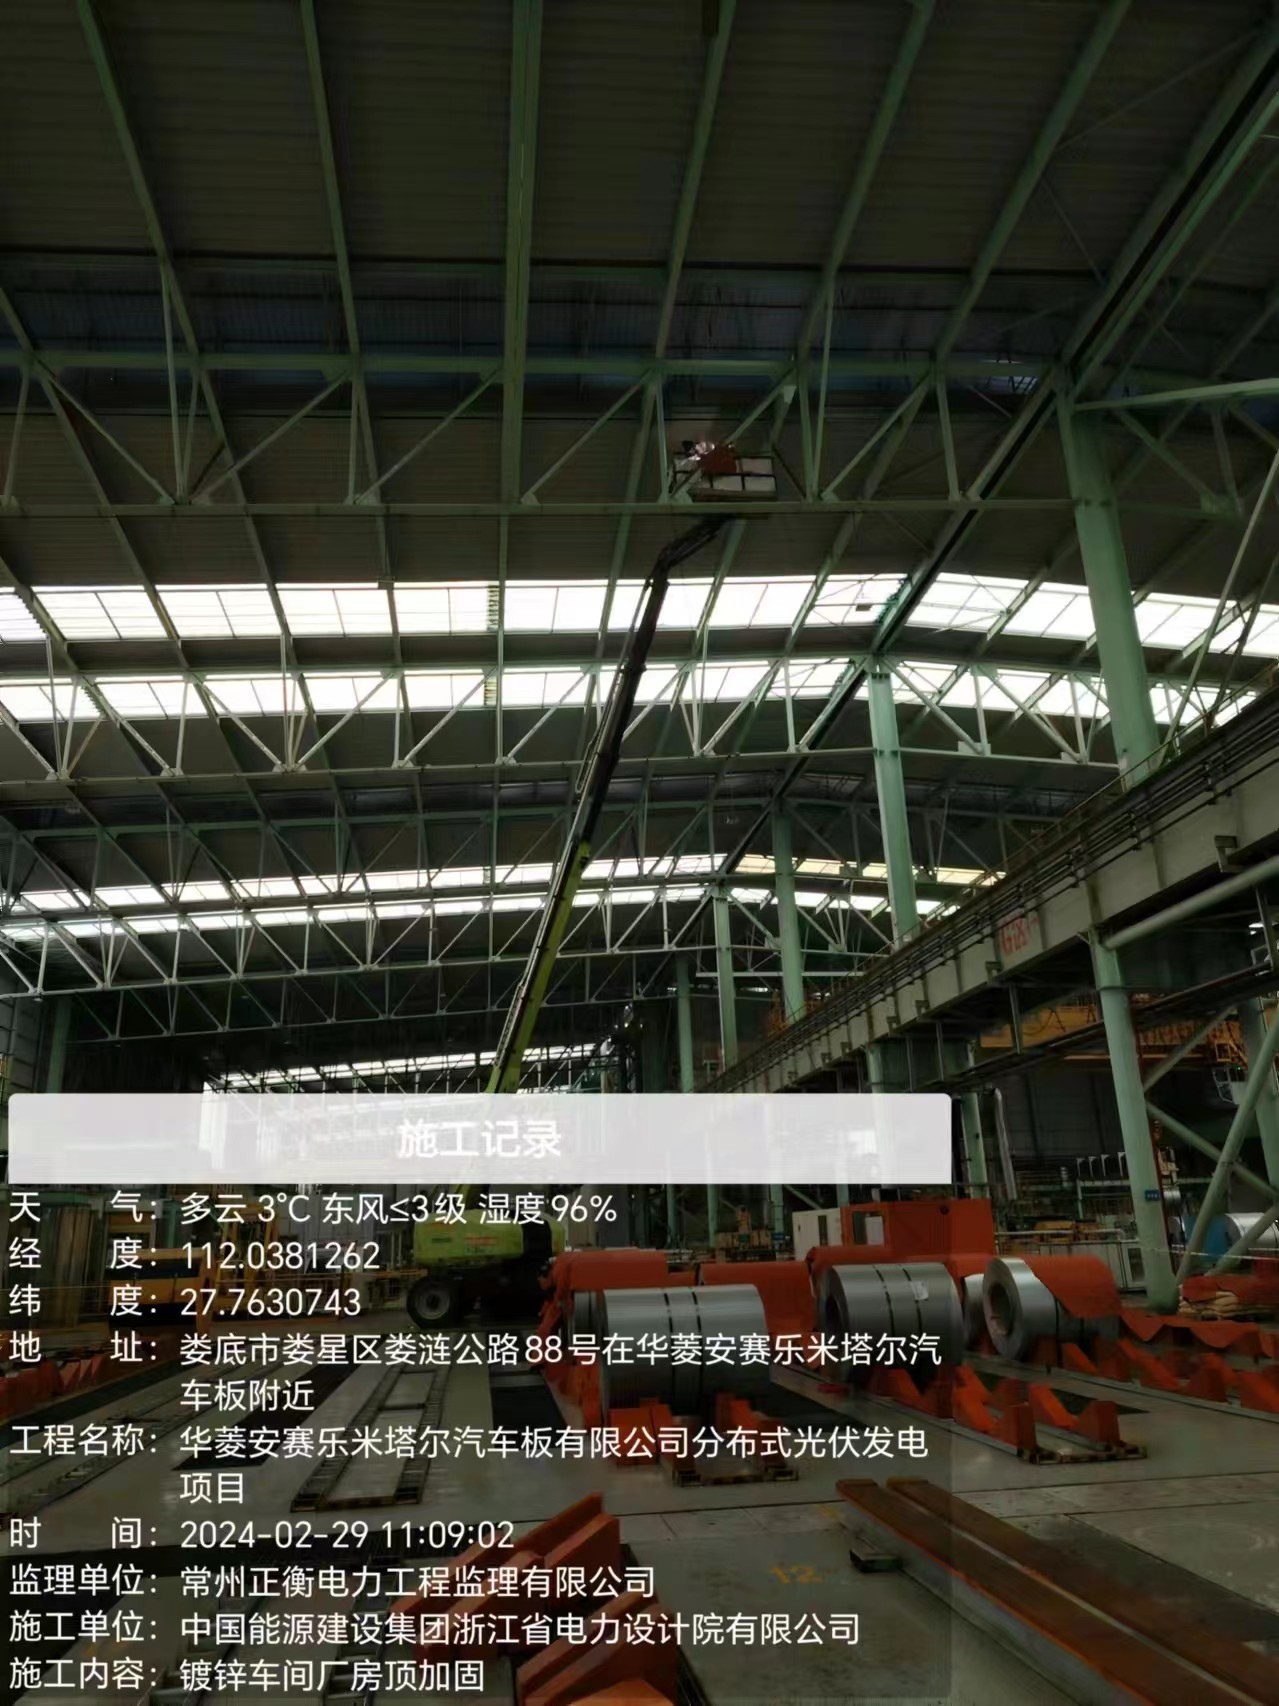 施工记录
天 气：多云 3℃ 东风≤3级 湿度96%
经 度：112.0381262
纬 度：27.7630743
地 址：娄底市娄星区娄涟公路88号在华菱安赛乐米塔尔汽
车板附近
工程名称：华菱安赛乐米塔尔汽车板有限公司分布式光伏发电
项目
时 间：2024-02-29 11:09:02
监理单位：常州正衡电力工程监理有限公司
施工单位：中国能源建设集团浙江省电力设计院有限公司
施工内容：镀锌车间厂房顶加固
12